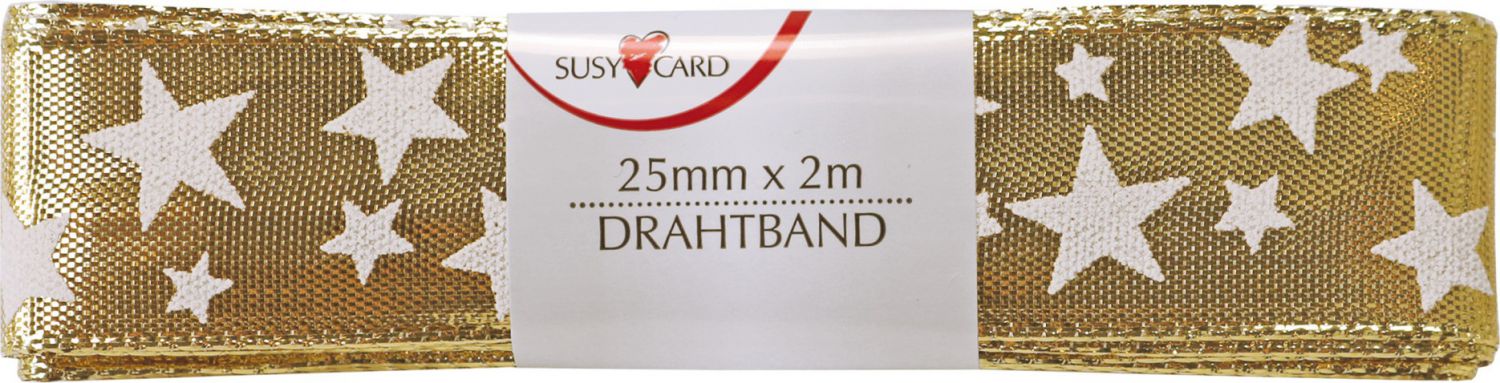 SUSY CARD
25mm x 2m
DRAHTBAND